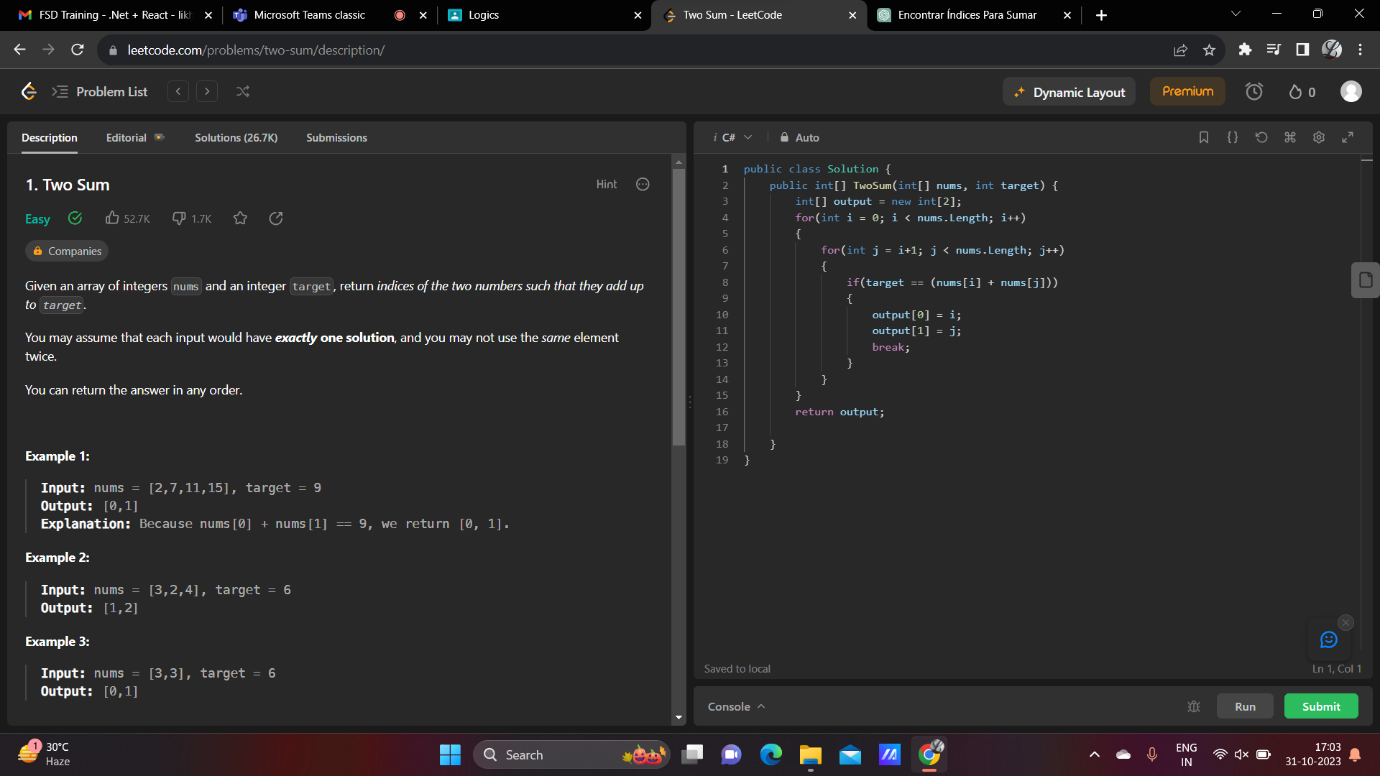 FSD Training - .Net + React - likh
Microsoft Teams classic
Logics
Two Sum - LeetCode
Encontrar Índices Para Sumar
leetcode.com/problems/two-sum/description/
Problem List
Dynamic Layout
Premium
0
Description
Editorial
Solutions (26.7K)
Submissions
1. Two Sum
Hint
Easy
52.7K
1.7K
Companies
Given an array of integers nums and an integer target, return indices of the two numbers such that they add up
to target.
You may assume that each input would have exactly one solution, and you may not use the same element
twice.
You can return the answer in any order.
Example 1:
Input: nums = [2,7,11,15], target = 9
Output: [0,1]
Explanation: Because nums[0] + nums[1] == 9, we return [0, 1].
Example 2:
Input: nums = [3,2,4], target = 6
Output: [1,2]
Example 3:
Input: nums = [3,3], target = 6
Output: [0,1]
i C#
Auto
1 public class Solution {
2 public int[] TwoSum(int[] nums, int target) {
3 int[] output = new int[2];
4 for(int i = 0; i < nums.Length; i++)
5 {
6 for(int j = i+1; j < nums.Length; j++)
7 {
8 if(target == (nums[i] + nums[j]))
9 {
10 output[0] = i;
11 output[1] = j;
12 break;
13 }
14 }
15 }
16 return output;
17
18 }
19 }
Saved to local
Ln 1, Col 1
Console
Run
Submit
1
30°C
Haze
Search
ENG
IN
17:03
31-10-2023